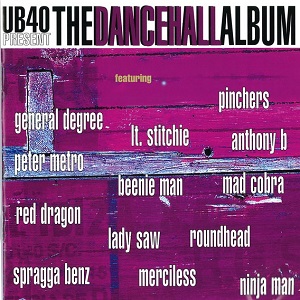 UB40 PRESENT THE DANCEHALL ALBUM
featuring
pinchers
general degree
lt. stitchie
anthony b
peter metro
beenie man
mad cobra
red dragon
lady saw
roundhead
spragga benz
merciless
ninja man